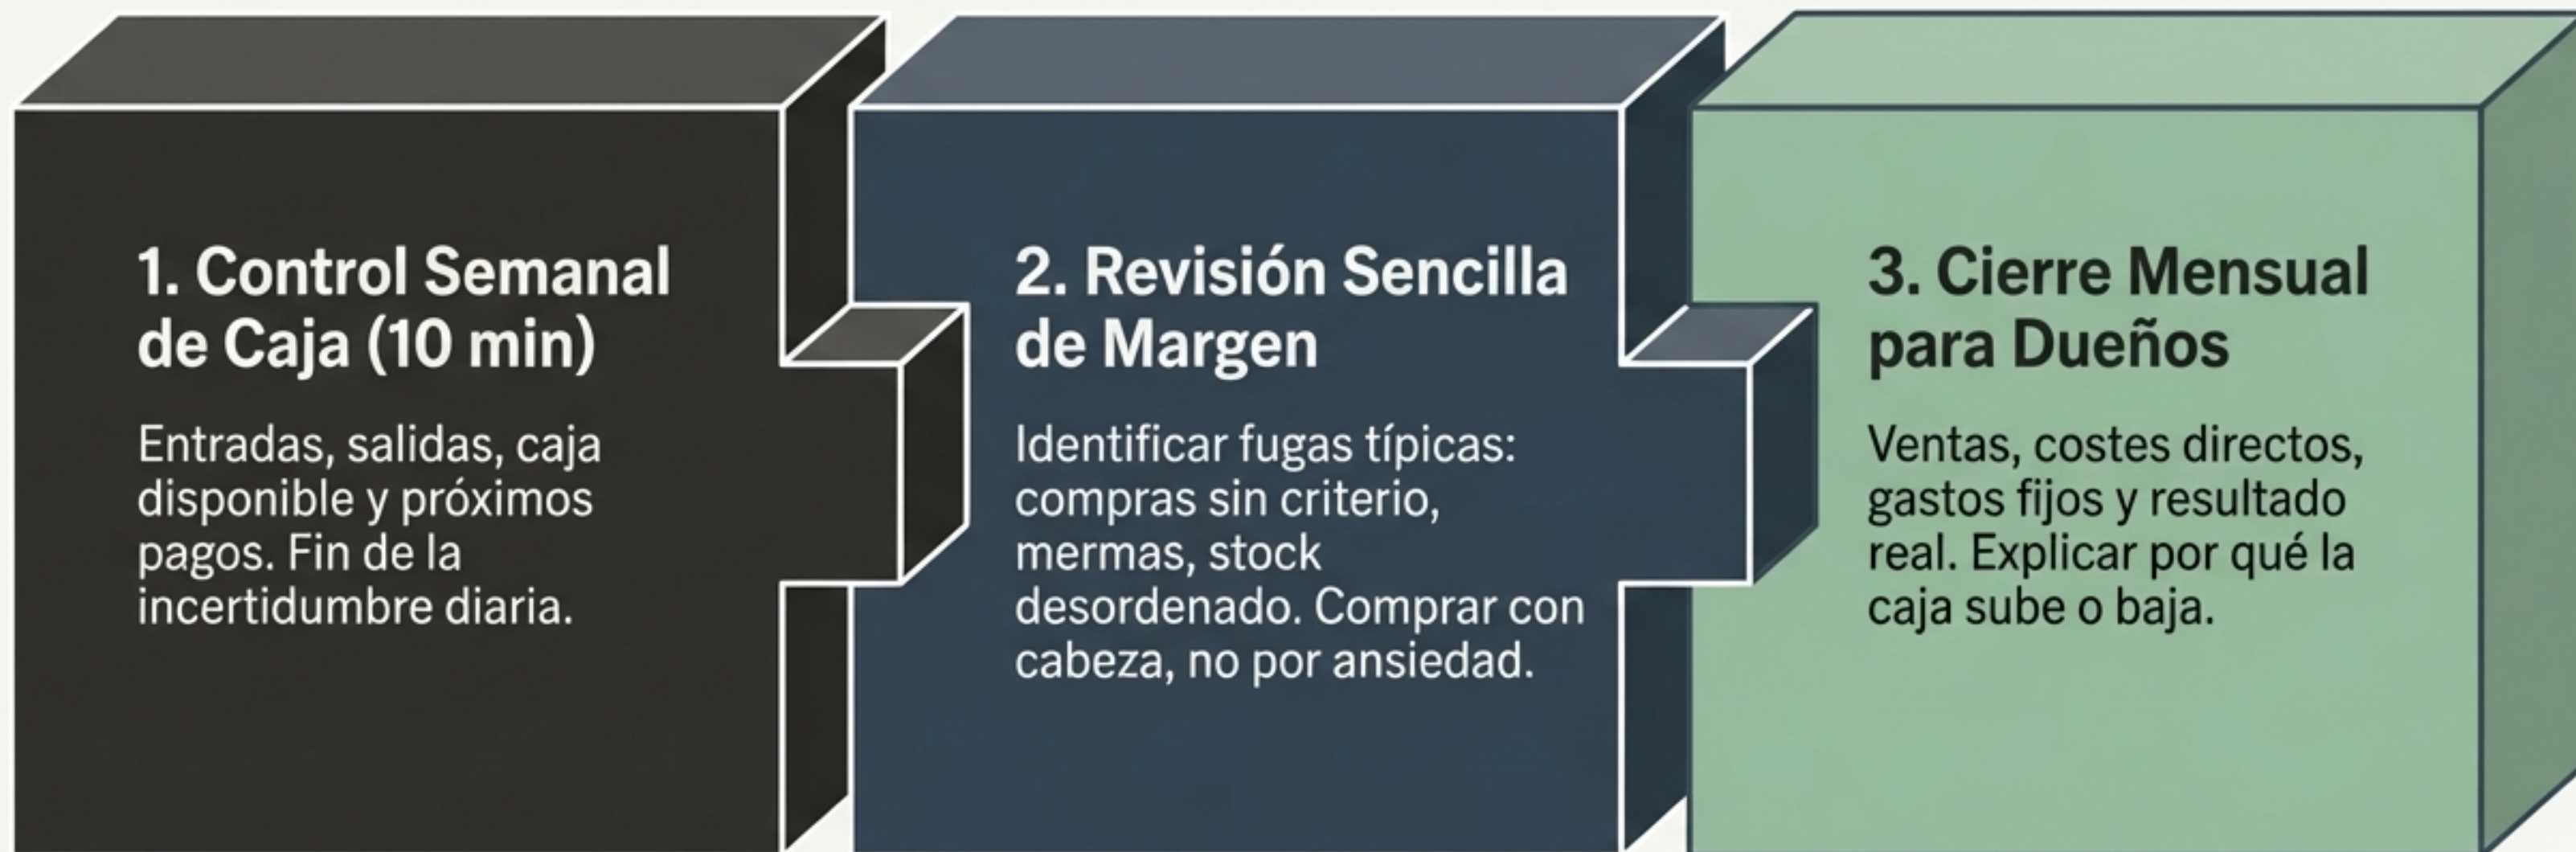 1. Control Semanal
de Caja (10 min)
Entradas, salidas, caja
disponible y próximos
pagos. Fin de la
incertidumbre diaria.
2. Revisión Sencilla
de Margen
Identificar fugas típicas:
compras sin criterio,
mermas, stock
desordenado. Comprar con
cabeza, no por ansiedad.
3. Cierre Mensual
para Dueños
Ventas, costes directos,
gastos fijos y resultado
real. Explicar por qué la
caja sube o baja.